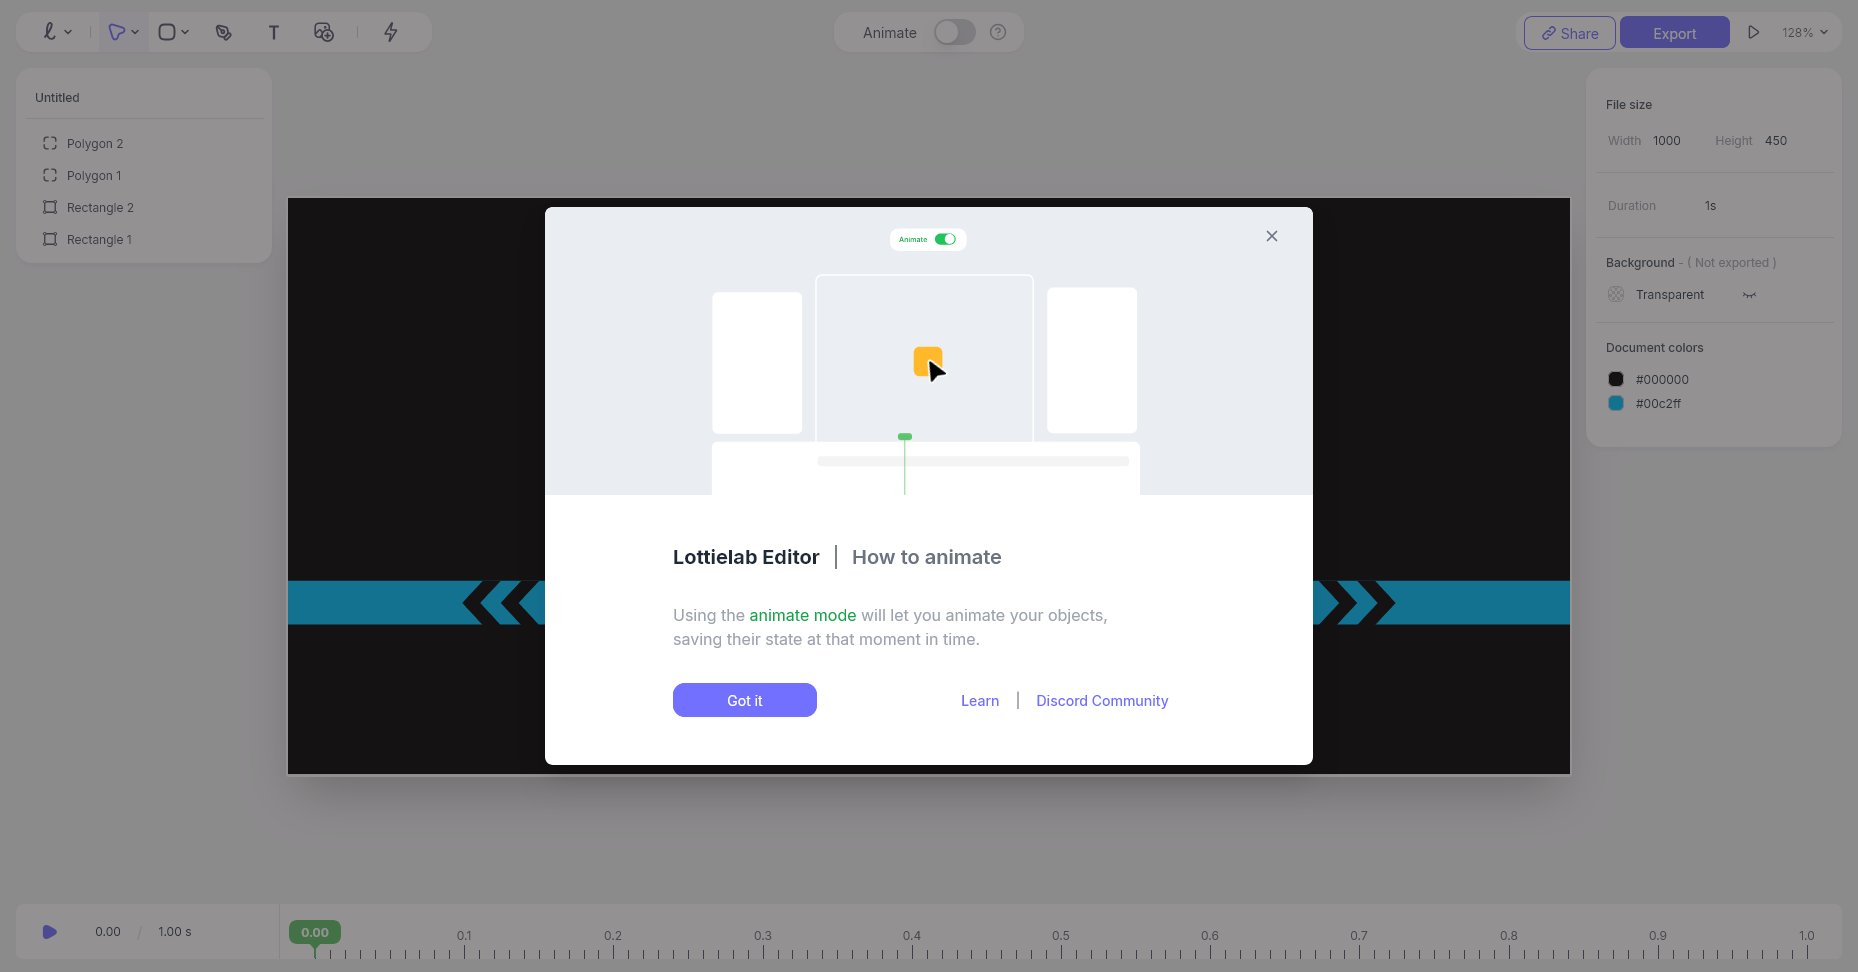 Animate
Share
Export
128%
Untitled
Polygon 2
Polygon 1
Rectangle 2
Rectangle 1
File size
Width 1000 Height 450
Duration 1s
Background - ( Not exported )
Transparent
Document colors
#000000
#00c2ff
Animate
Lottielab Editor | How to animate
Using the animate mode will let you animate your objects,
saving their state at that moment in time.
Got it
Learn | Discord Community
0.00 / 1.00 s
0.00 0.1 0.2 0.3 0.4 0.5 0.6 0.7 0.8 0.9 1.0